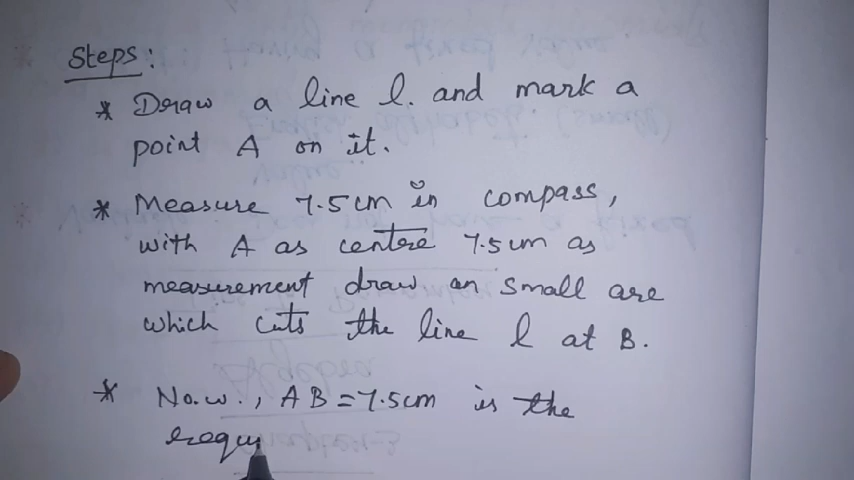 Steps:
* Draw a line l. and mark a
point A on it.
* Measure 7.5cm in compass,
with A as centre 7.5cm as
measurement draw an small arc
which cuts the line l at B.
* Now., AB=7.5cm is the
requi